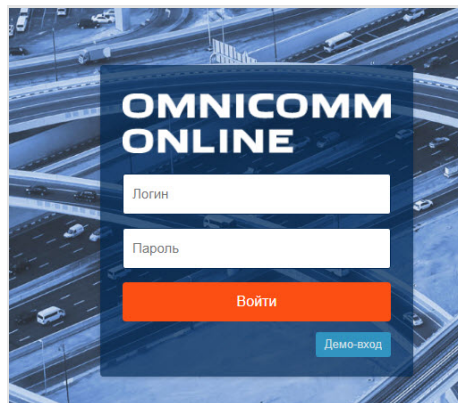 OMNICOMM
ONLINE
Логин
Пароль
Войти
Демо-вход